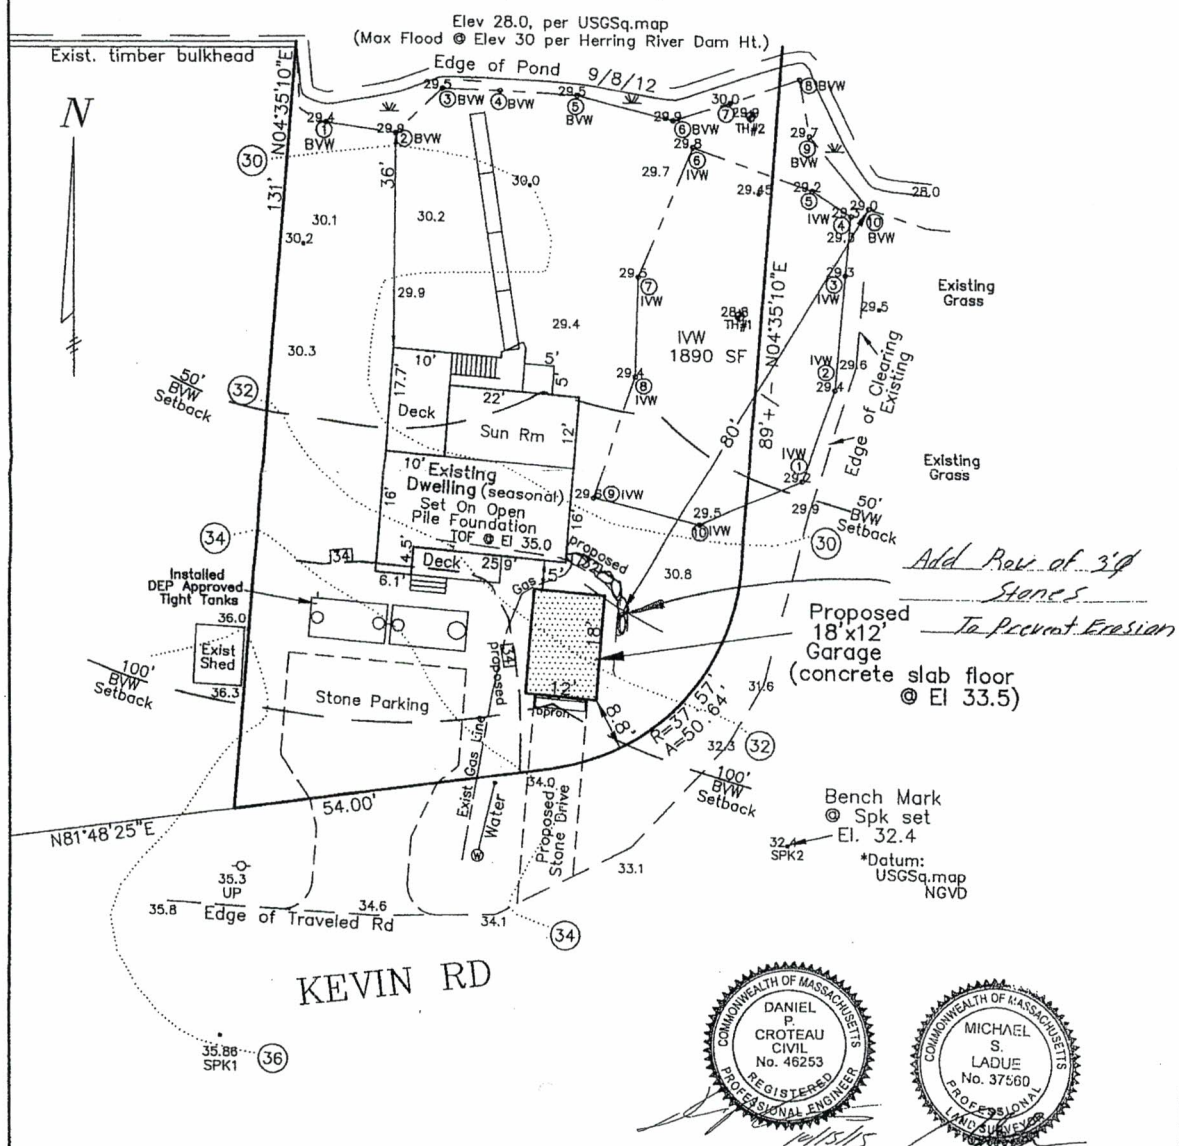 Elev 28.0, per USGSq.map
(Max Flood @ Elev 30 per Herring River Dam Ht.)
Exist. timber bulkhead
Edge of Pond 9/8/12
N
131' N04°35'10"E
29.4
1
BVW
29.9
2 BVW
29.5
3 BVW
4 BVW
29.5
5
BVW
29.9
6 BVW
30.0
7
29.9
TH#2
8 BVW
29.7
9
BVW
29.0
10
BVW
28.0
29.8
6
IVW
29.2
5
IVW
29.3
4
29.3
29.3
3
IVW
29.5
7
IVW
29.7
29.45
28.8
TH#1
IVW
1890 SF
IVW
2
29.4
29.6
29.5
29.4
8
IVW
IVW
1
29.2
29.6 9 IVW
29.5
10 IVW
29.9
30
36'
30.0
30.1
30.2
30.2
29.9
29.4
30.3
Existing
Grass
Edge of Clearing
Existing
Existing
Grass
80'
89'+/- N04°35'10"E
50'
BVW
Setback
32
10'
17.7'
Deck
22'
5'
5'
Sun Rm
12'
10' Existing
Dwelling (seasonal)
Set On Open
Pile Foundation
TOF @ El 35.0
16'
16'
50'
BVW
Setback
30
34
34
4.5'
Deck
25.9'
6.1'
Gas
5'
proposed
32
30.8
Add Row of 3'φ
Stones
To Prevent Erosion
Installed
DEP Approved
Tight Tanks
36.0
Exist
Shed
36.3
100'
BVW
Setback
Stone Parking
proposed
34
18'
12'
apron
8.8'
Proposed
18'x12'
Garage
(concrete slab floor
@ El 33.5)
R=37.57'
A=50.64'
31.6
32.3
32
100'
BVW
Setback
N81°48'25"E
54.00'
Exist Gas Line
Water
W
34.0
Proposed
Stone Drive
Bench Mark
@ Spk set
El. 32.4
32.4
SPK2
*Datum:
USGSq.map
NGVD
33.1
35.3
UP
35.8
34.6
34.1
Edge of Traveled Rd
34
KEVIN RD
35.86
SPK1
36
COMMONWEALTH OF MASSACHUSETTS
DANIEL
P.
CROTEAU
CIVIL
No. 46253
REGISTERED
PROFESSIONAL ENGINEER
COMMONWEALTH OF MASSACHUSETTS
MICHAEL
S.
LADUE
No. 37560
PROFESSIONAL
LAND SURVEYOR
10/15/15